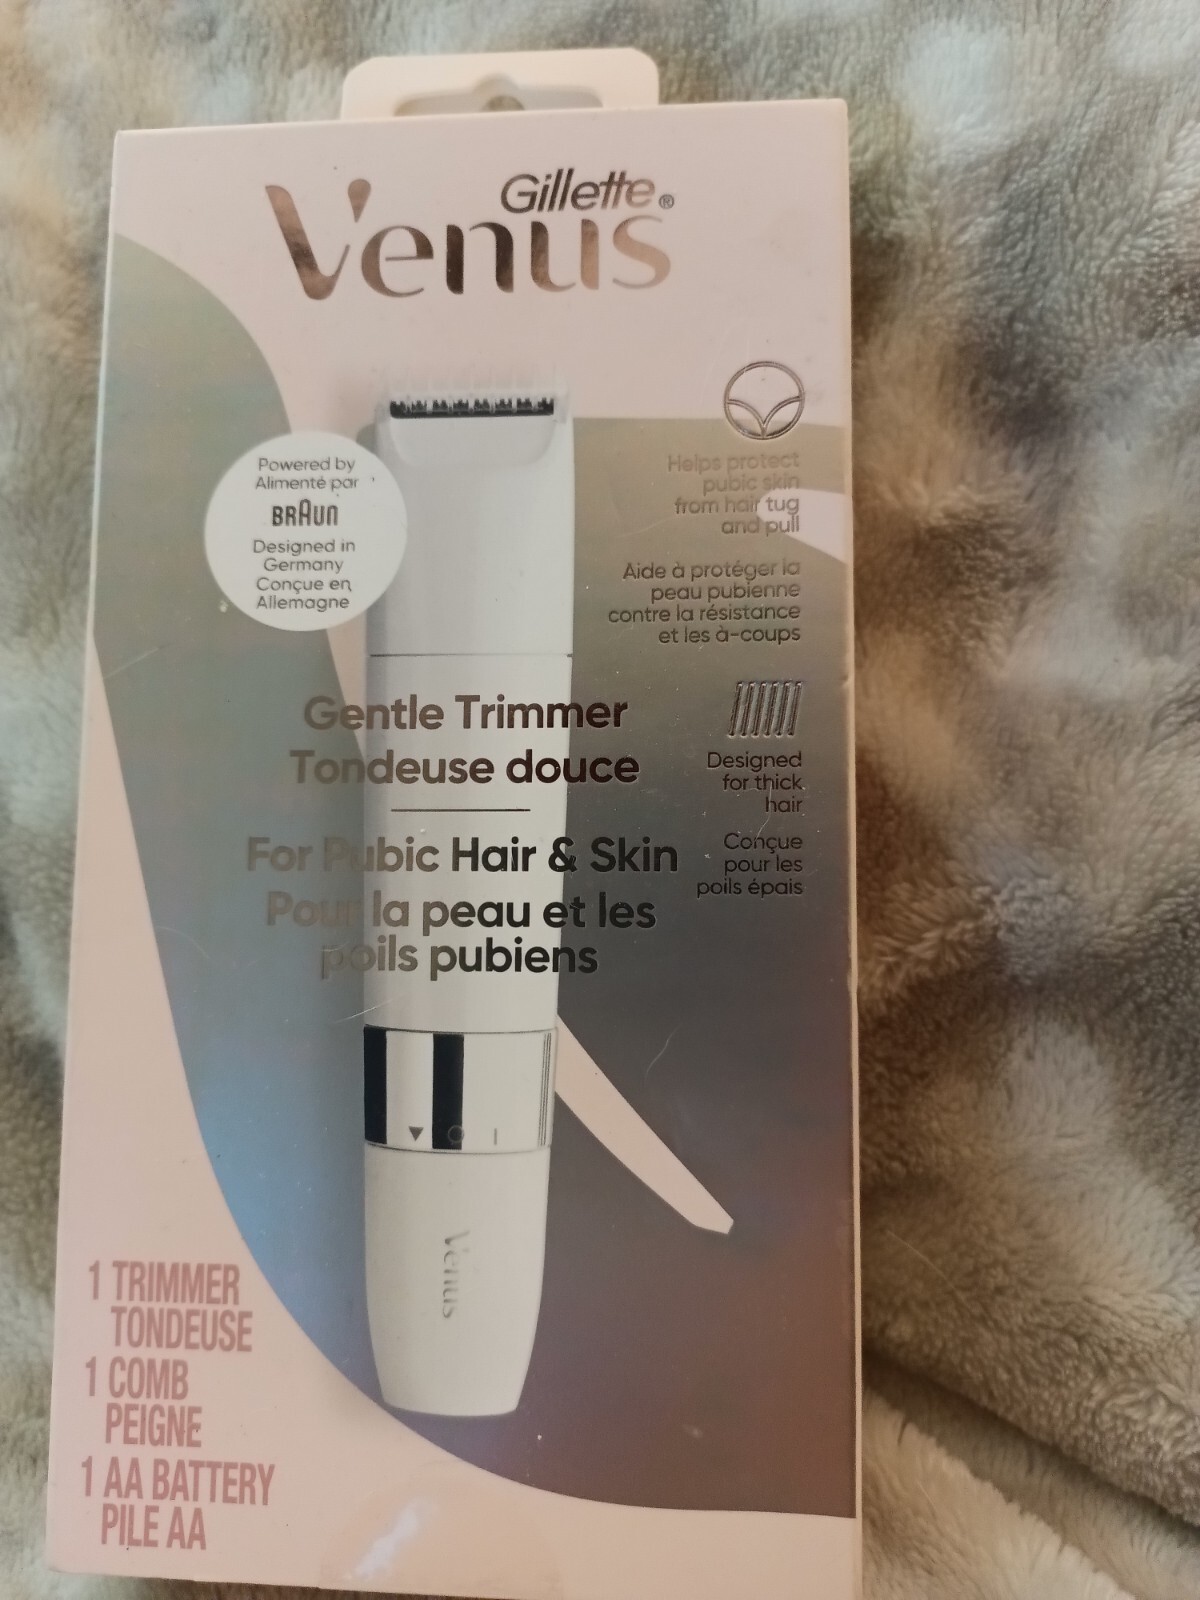 Gillette®
Venus
Powered by
Alimenté par
BRAUN
Designed in
Germany
Conçue en
Allemagne
Helps protect
pubic skin
from hair tug
and pull
Aide à protéger la
peau pubienne
contre la résistance
et les à-coups
Gentle Trimmer
Tondeuse douce
Designed
for thick
hair
Conçue
pour les
poils épais
For Pubic Hair & Skin
Pour la peau et les
poils pubiens
Venus
1 TRIMMER
TONDEUSE
1 COMB
PEIGNE
1 AA BATTERY
PILE AA